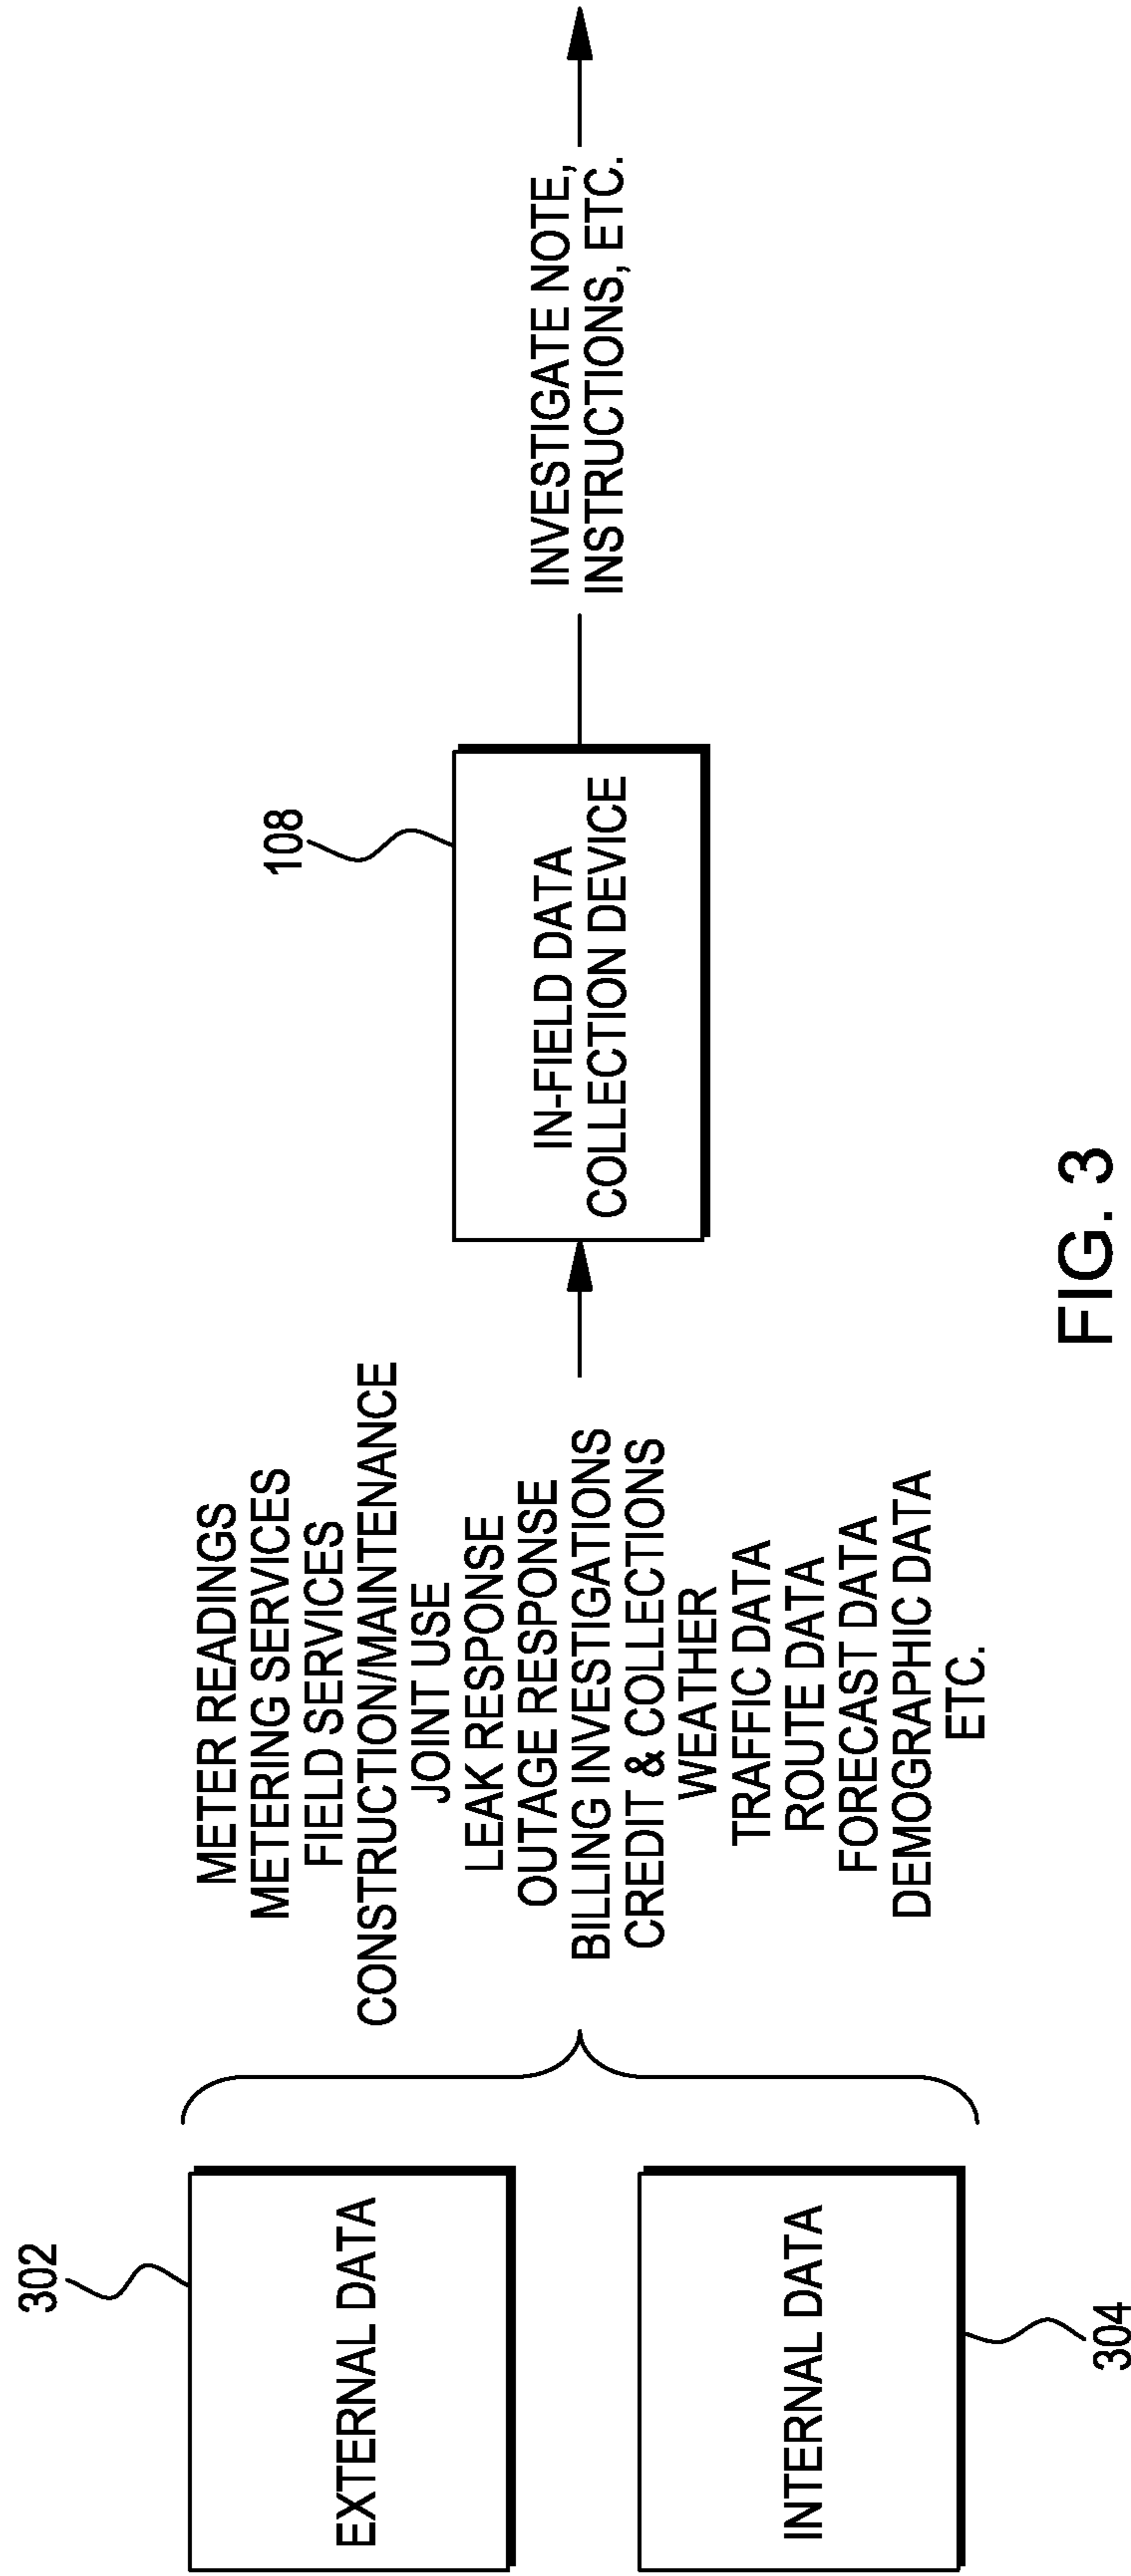 302
EXTERNAL DATA
INTERNAL DATA
304
METER READINGS
METERING SERVICES
FIELD SERVICES
CONSTRUCTION/MAINTENANCE
JOINT USE
LEAK RESPONSE
OUTAGE RESPONSE
BILLING INVESTIGATIONS
CREDIT & COLLECTIONS
WEATHER
TRAFFIC DATA
ROUTE DATA
FORECAST DATA
DEMOGRAPHIC DATA
ETC.
108
IN-FIELD DATA
COLLECTION DEVICE
INVESTIGATE NOTE,
INSTRUCTIONS, ETC.
FIG. 3